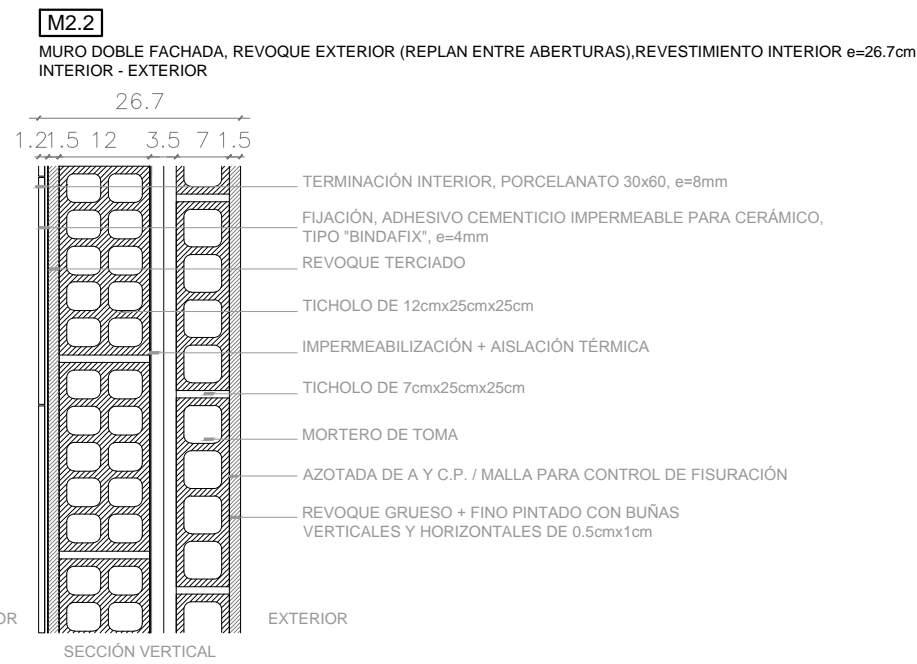 M2.2
MURO DOBLE FACHADA, REVOQUE EXTERIOR (REPLAN ENTRE ABERTURAS),REVESTIMIENTO INTERIOR e=26.7cm
INTERIOR - EXTERIOR
26.7
1.2 1.5 12 3.5 7 1.5
TERMINACIÓN INTERIOR, PORCELANATO 30x60, e=8mm
FIJACIÓN, ADHESIVO CEMENTICIO IMPERMEABLE PARA CERÁMICO,
TIPO "BINDAFIX", e=4mm
REVOQUE TERCIADO
TICHOLO DE 12cmx25cmx25cm
IMPERMEABILIZACIÓN + AISLACIÓN TÉRMICA
TICHOLO DE 7cmx25cmx25cm
MORTERO DE TOMA
AZOTADA DE A Y C.P. / MALLA PARA CONTROL DE FISURACIÓN
REVOQUE GRUESO + FINO PINTADO CON BUÑAS
VERTICALES Y HORIZONTALES DE 0.5cmx1cm
OR EXTERIOR
SECCIÓN VERTICAL